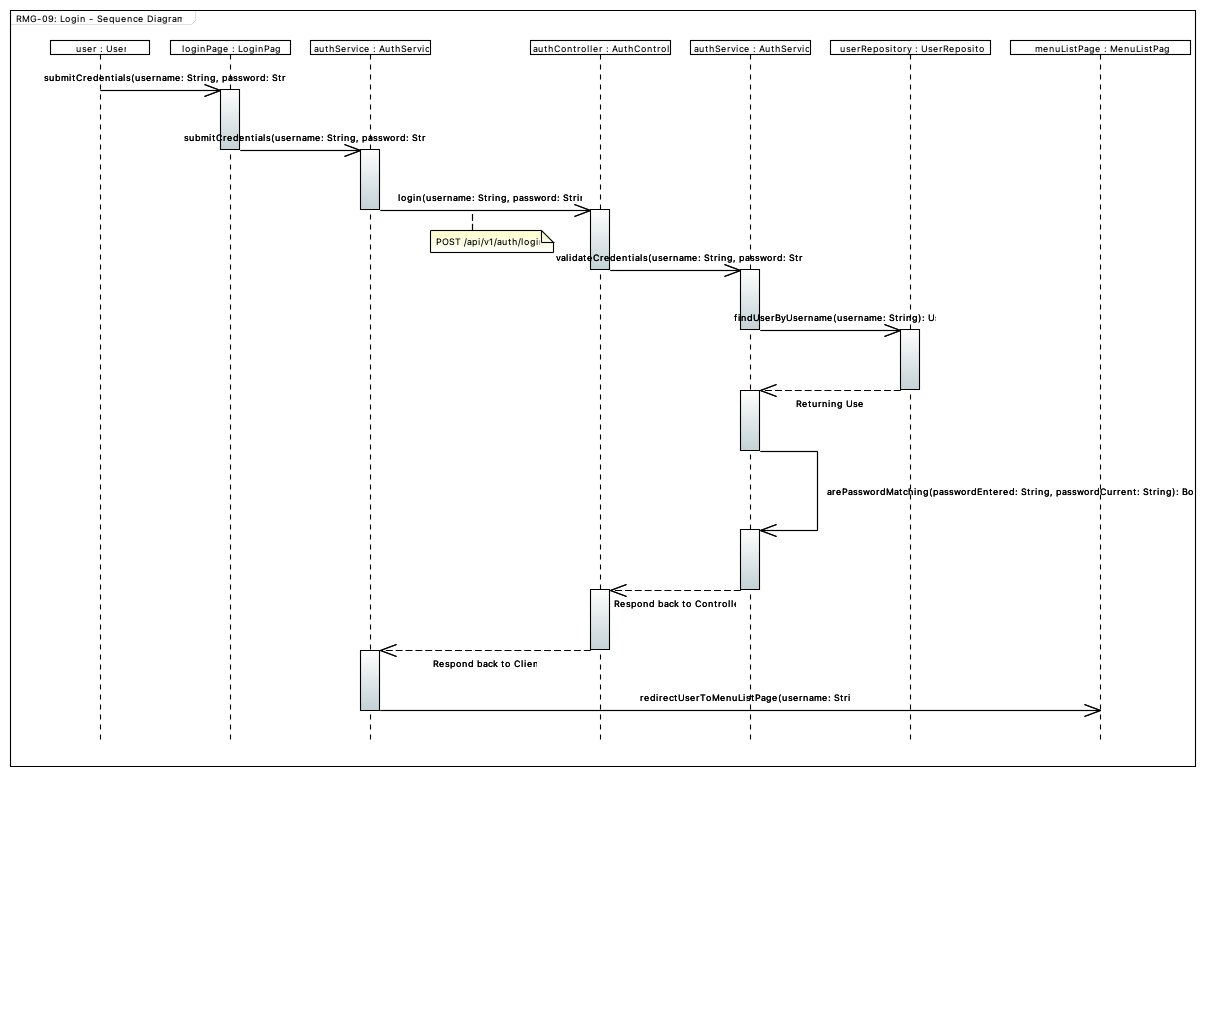 RMG-09: Login - Sequence Diagram
user : User
loginPage : LoginPag
authService : AuthServic
authController : AuthControl
authService : AuthServic
userRepository : UserReposito
menuListPage : MenuListPag
submitCredentials(username: String, password: Str
submitCredentials(username: String, password: Str
login(username: String, password: Strin
POST /api/v1/auth/login
validateCredentials(username: String, password: Str
findUserByUsername(username: String): Us
Returning Use
arePasswordMatching(passwordEntered: String, passwordCurrent: String): Bo
Respond back to Controlle
Respond back to Clien
redirectUserToMenuListPage(username: Stri